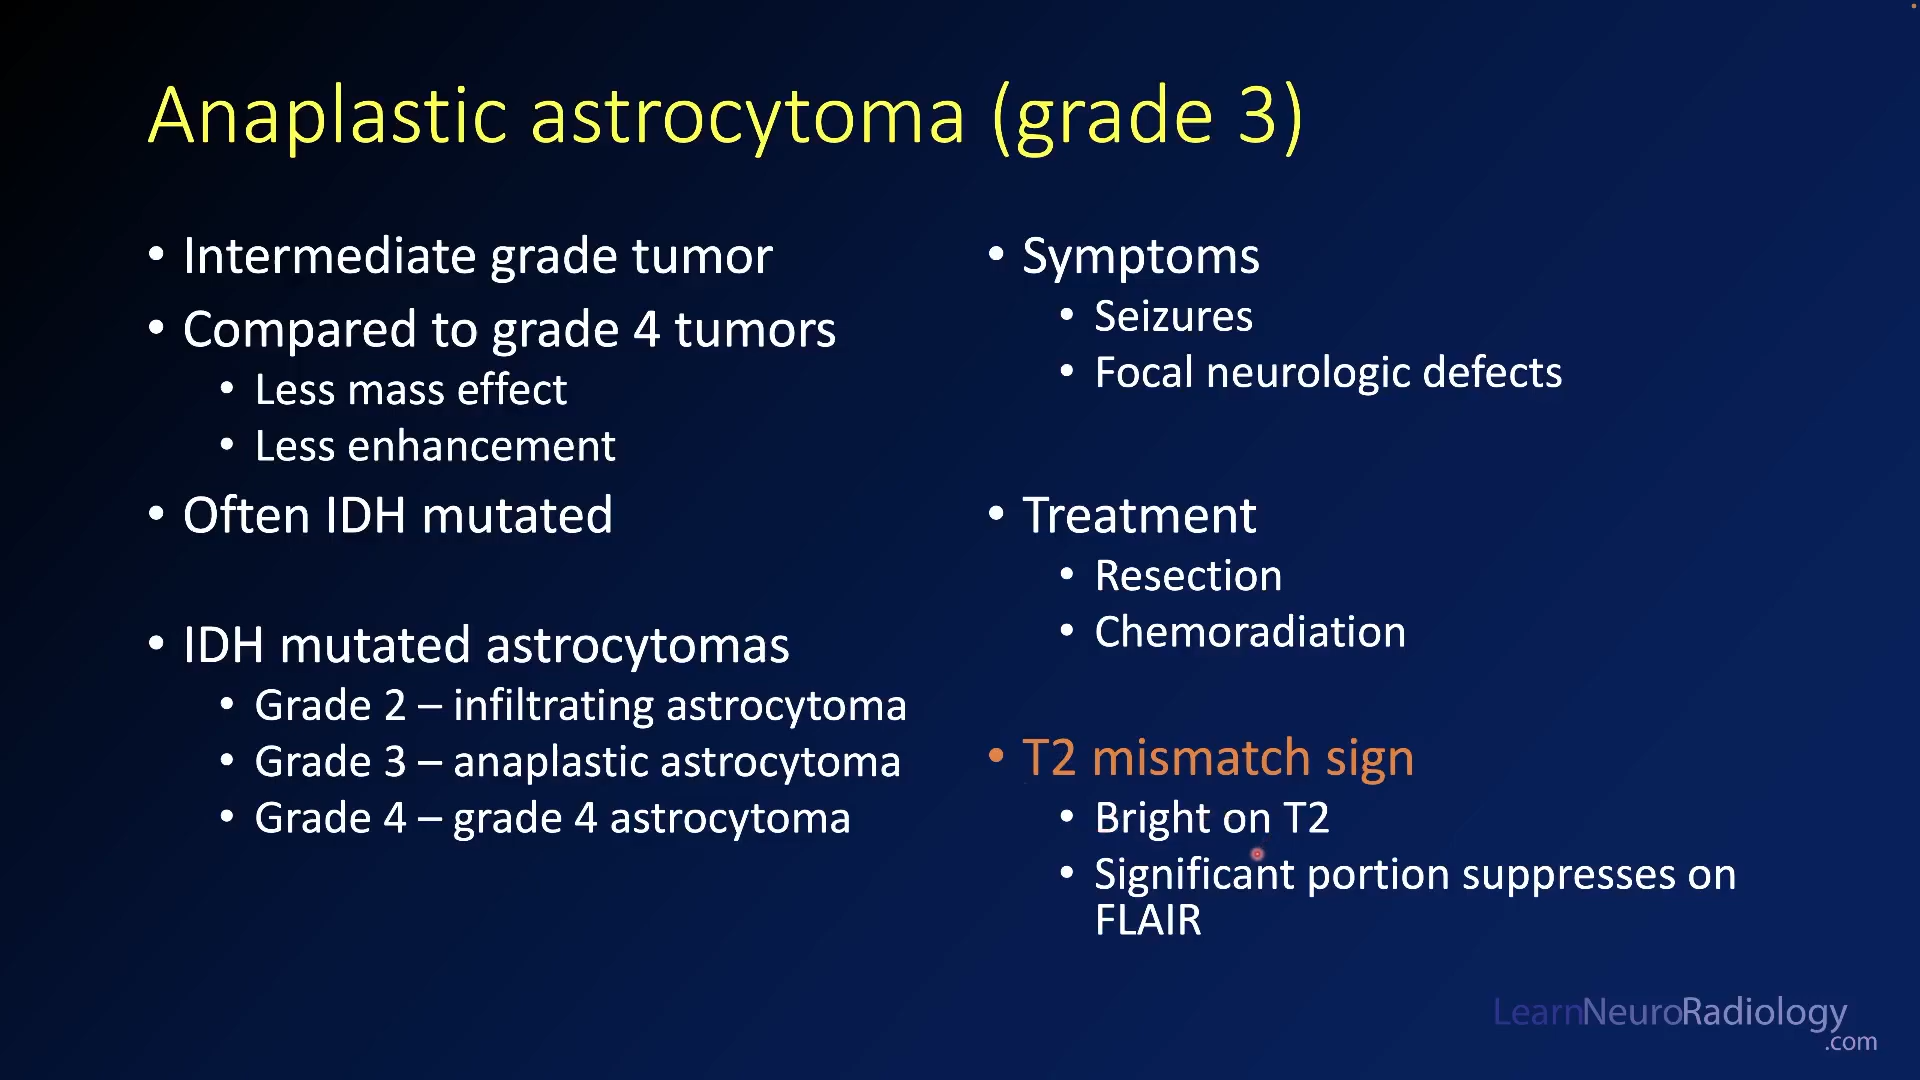 Anaplastic astrocytoma (grade 3)
• Intermediate grade tumor
• Compared to grade 4 tumors
• Less mass effect
• Less enhancement
• Often IDH mutated
• IDH mutated astrocytomas
• Grade 2 – infiltrating astrocytoma
• Grade 3 – anaplastic astrocytoma
• Grade 4 – grade 4 astrocytoma
• Symptoms
• Seizures
• Focal neurologic defects
• Treatment
• Resection
• Chemoradiation
• T2 mismatch sign
• Bright on T2
• Significant portion suppresses on
FLAIR
LearnNeuroRadiology
.com